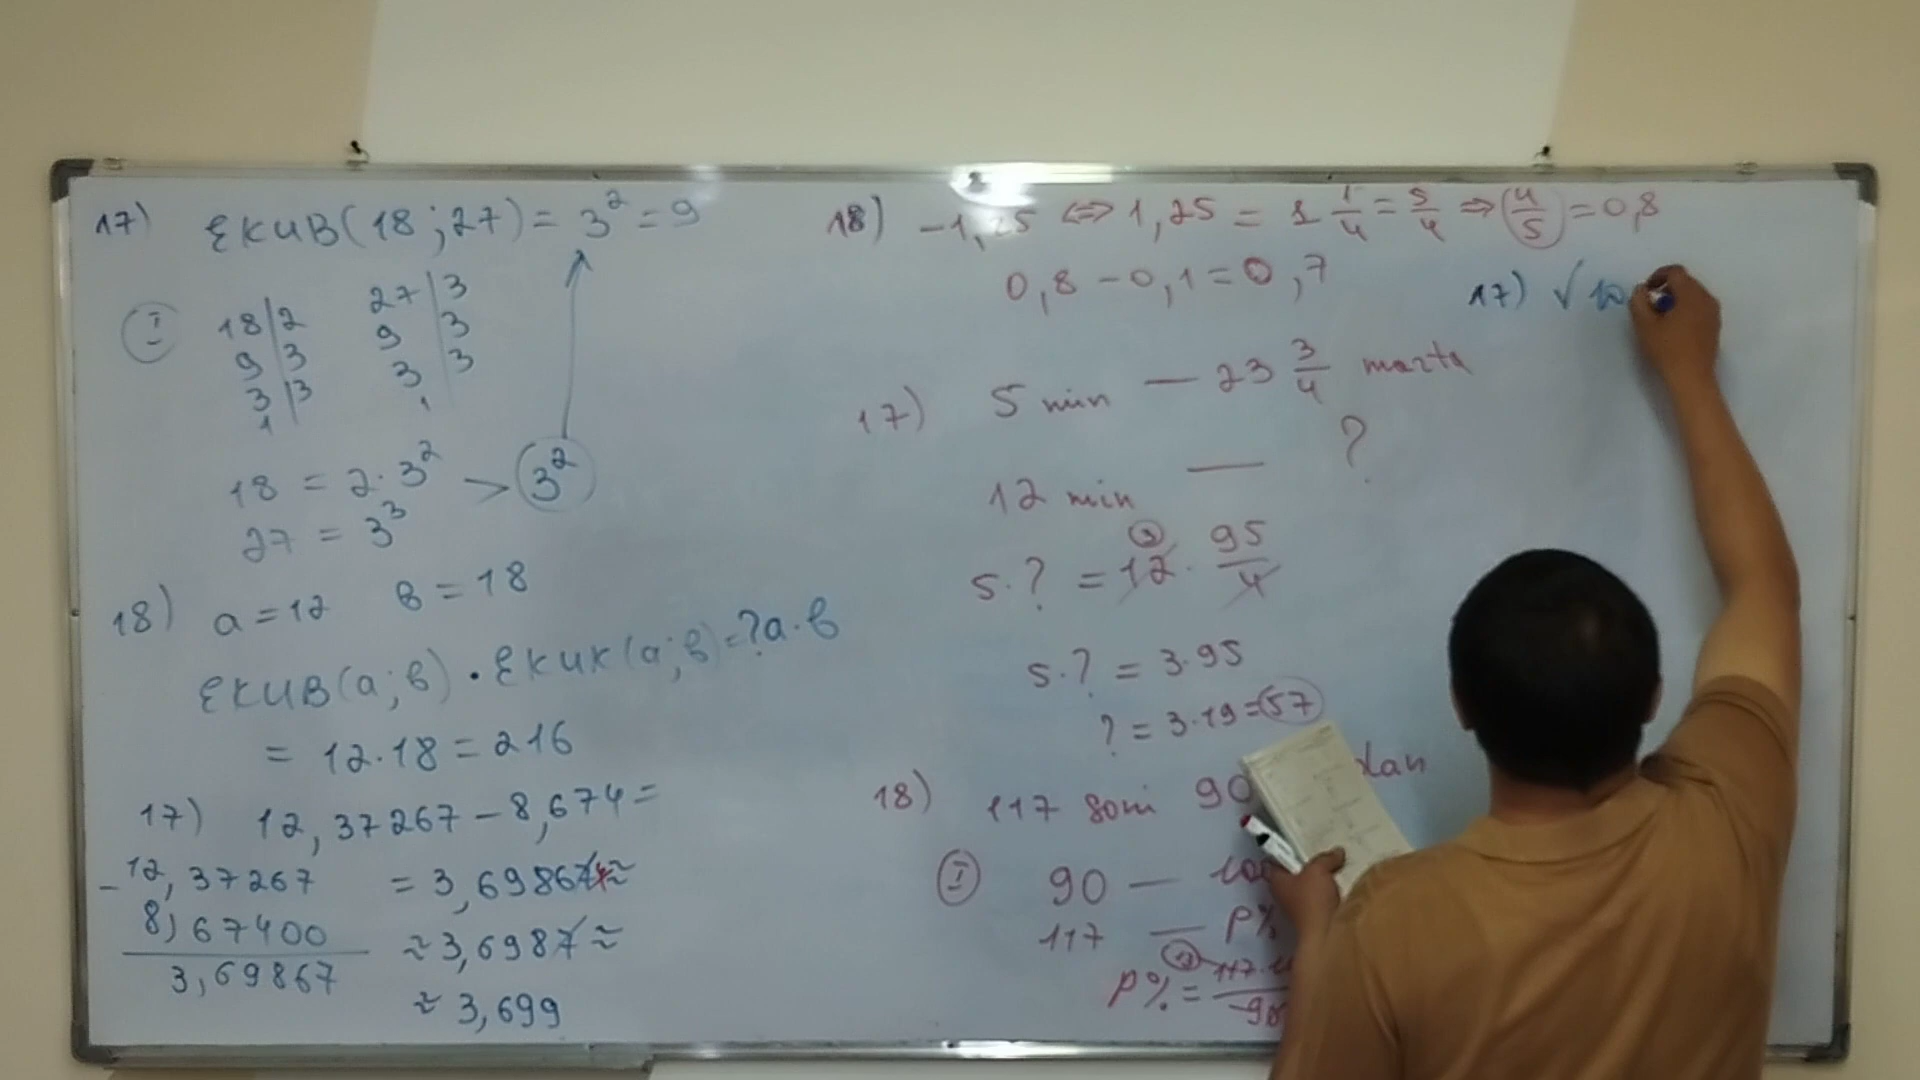 17) EKUB(18;27) = 3² = 9
I
18|2 27|3
9|3 9|3
3|3 3|3
1 1
18 = 2·3² > 3²
27 = 3³
18) a = 12 b = 18
EKUB(a;b) · EKUK(a;b) = ? a·b
= 12·18 = 216
17) 12,37267 - 8,674 =
- 12,37267 = 3,69867 ≈
8,67400 ≈ 3,6987 ≈
3,69867 ≈ 3,699
18) -1,25 ⇔ 1,25 = 1 1/4 = 5/4 ⇒ 4/5 = 0,8
0,8 - 0,1 = 0,7
17) √
17) 5 min — 23 3/4 marta
12 min — ?
5·? = 12 · 95/4
3
5·? = 3·95
? = 3·19 = 57
18) 117 soni 90 dan
I 90 —
117 — p%
p% =